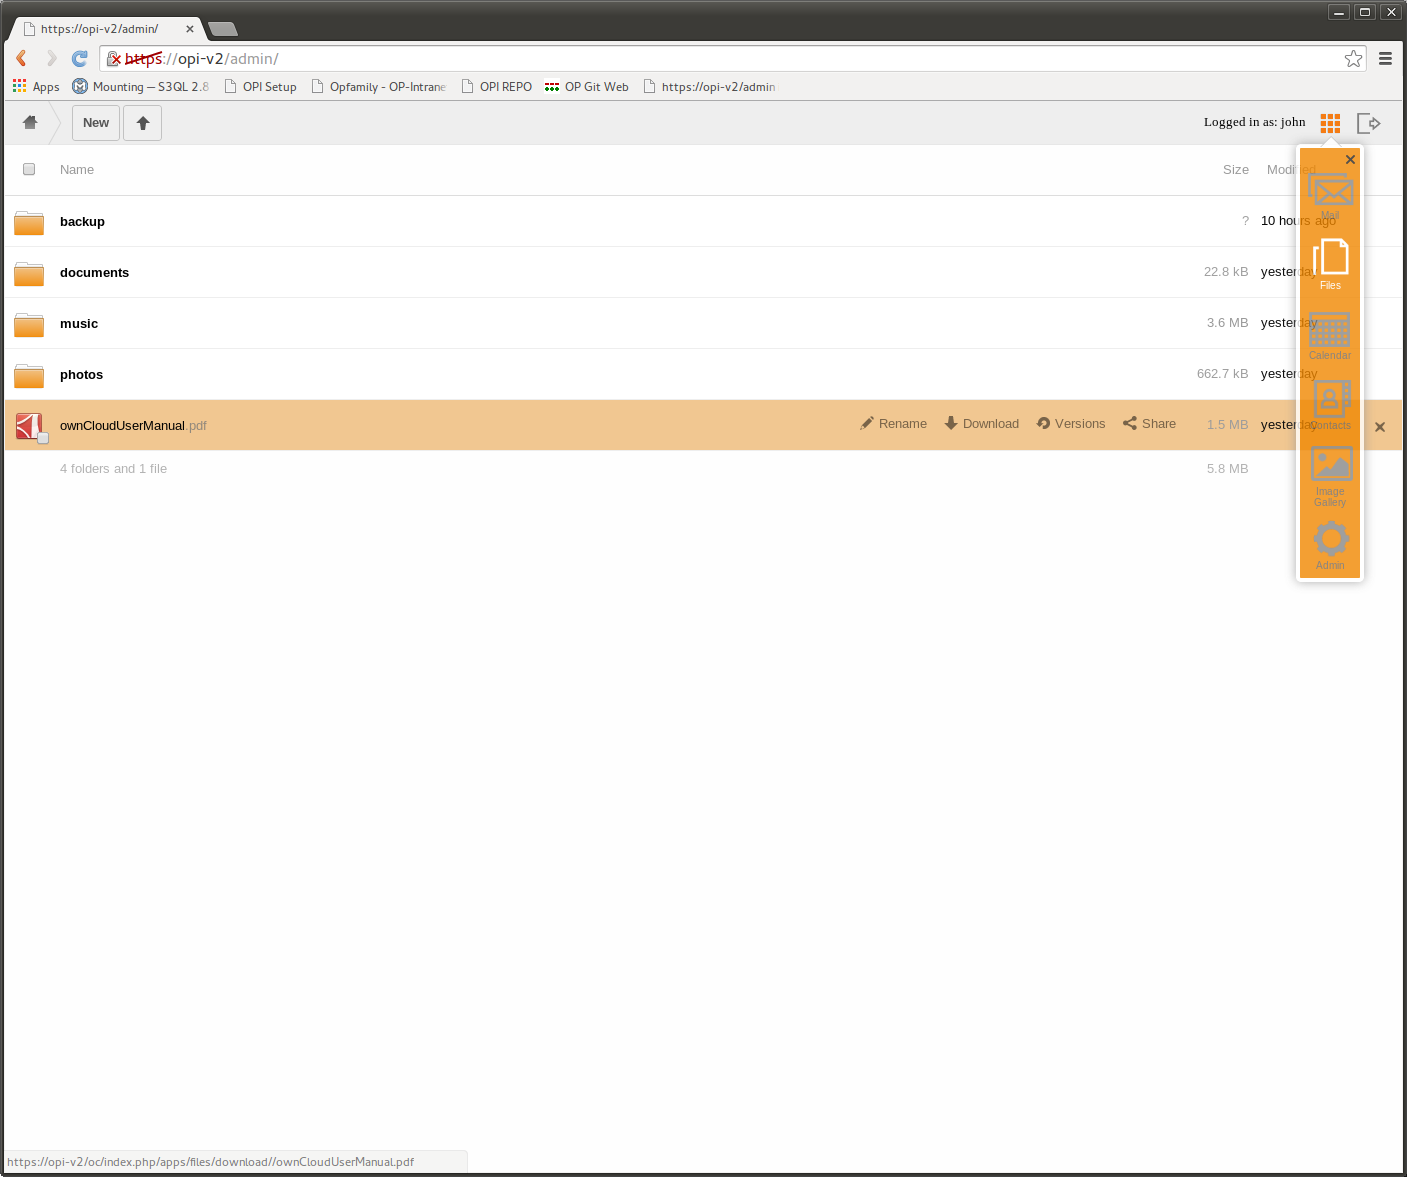 https://opi-v2/admin/
https://opi-v2/admin/
Apps Mounting — S3QL 2.8 OPI Setup Opfamily - OP-Intrane OPI REPO OP Git Web https://opi-v2/admin
New Logged in as: john
Name Size Modified
Mail
backup ? 10 hours ago
documents 22.8 kB yesterday
Files
music 3.6 MB yesterday
Calendar
photos 662.7 kB yesterday
ownCloudUserManual.pdf Rename Download Versions Share 1.5 MB yesterday
Contacts
4 folders and 1 file 5.8 MB
Image
Gallery
Admin
https://opi-v2/oc/index.php/apps/files/download//ownCloudUserManual.pdf